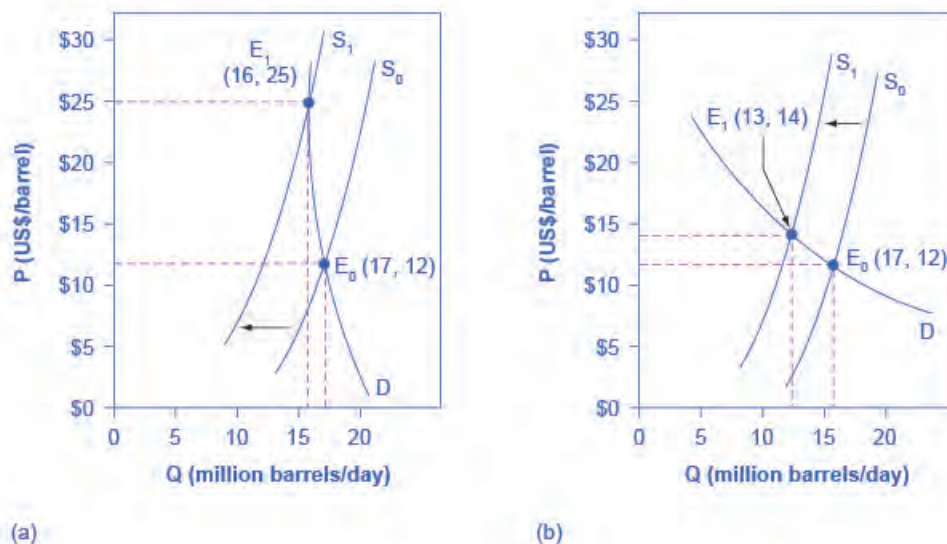 $30
$25
$20
$15
$10
$5
$0
P (US$/barrel)
E1
(16, 25)
S1
S0
E0 (17, 12)
D
0 5 10 15 20
Q (million barrels/day)
(a)
$30
$25
$20
$15
$10
$5
$0
P (US$/barrel)
S1
S0
E1 (13, 14)
E0 (17, 12)
D
0 5 10 15 20
Q (million barrels/day)
(b)